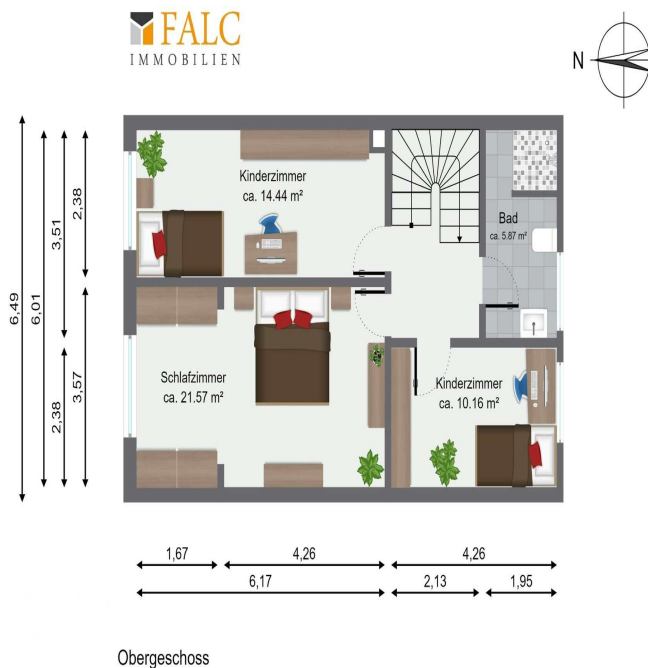 FALC
IMMOBILIEN
N
Kinderzimmer
ca. 14.44 m²
Bad
ca. 5.87 m²
Schlafzimmer
ca. 21.57 m²
Kinderzimmer
ca. 10.16 m²
6,49
6,01
3,51
2,38
2,38
3,57
1,67
4,26
4,26
6,17
2,13
1,95
Obergeschoss